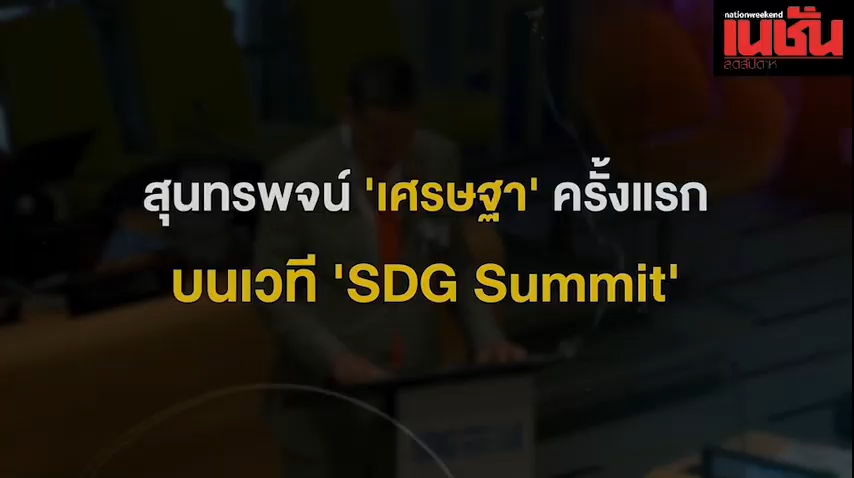 nationweekend
เนชั่น
สุดสัปดาห์
สุนทรพจน์ 'เศรษฐา' ครั้งแรก
บนเวที 'SDG Summit'